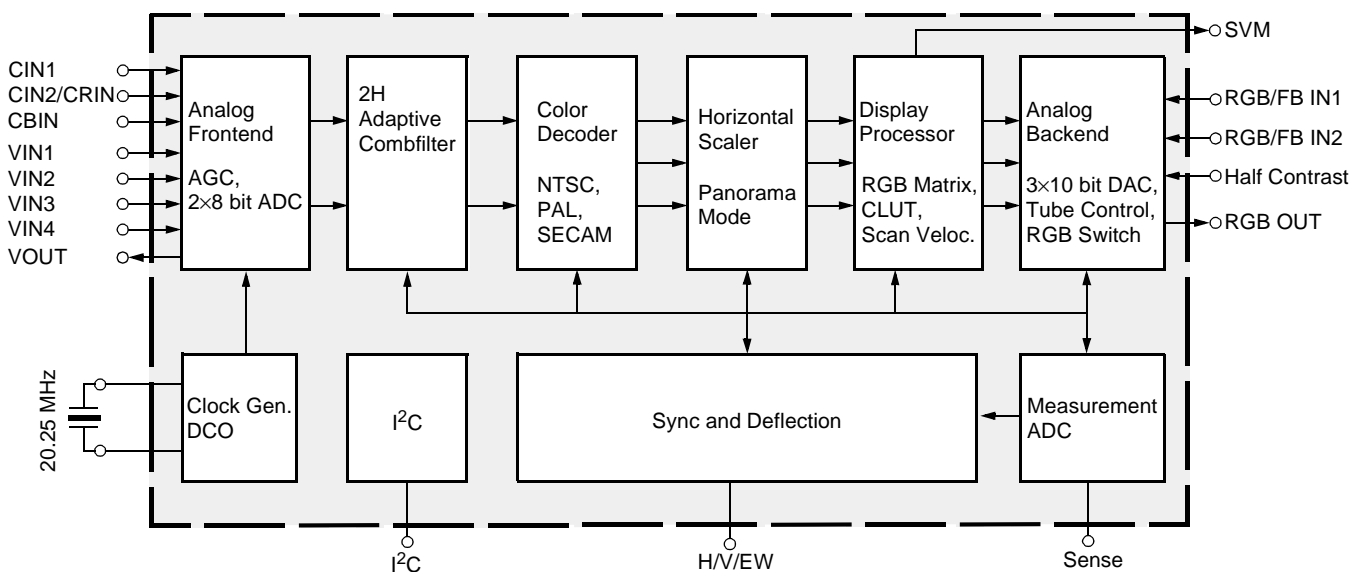 SVM
CIN1
CIN2/CRIN
CBIN
VIN1
VIN2
VIN3
VIN4
VOUT
Analog
Frontend
AGC,
2×8 bit ADC
2H
Adaptive
Combfilter
Color
Decoder
NTSC,
PAL,
SECAM
Horizontal
Scaler
Panorama
Mode
Display
Processor
RGB Matrix,
CLUT,
Scan Veloc.
Analog
Backend
3×10 bit DAC,
Tube Control,
RGB Switch
RGB/FB IN1
RGB/FB IN2
Half Contrast
RGB OUT
20.25 MHz
Clock Gen.
DCO
I²C
Sync and Deflection
Measurement
ADC
I²C
H/V/EW
Sense